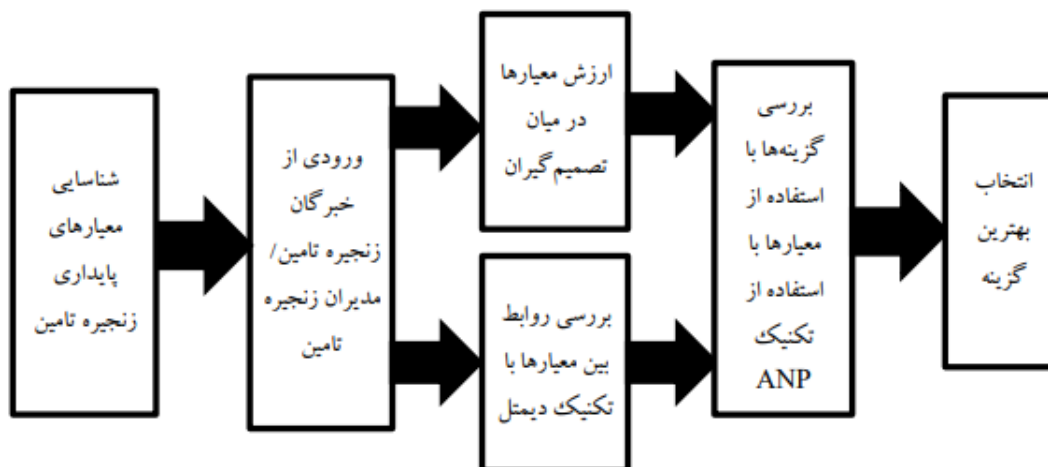 شناسایی
معیارهای
پایداری
زنجیره تامین
ورودی از
خبرگان
زنجیره تامین/
مدیران زنجیره
تامین
ارزش معیارها
در میان
تصمیم‌گیران
بررسی روابط
بین معیارها با
تکنیک دیمتل
بررسی
گزینه‌ها با
استفاده از
معیارها با
استفاده از
تکنیک
ANP
انتخاب
بهترین
گزینه